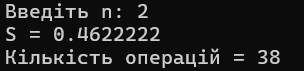 Введіть n: 2
S = 0.4622222
Кількість операцій = 38